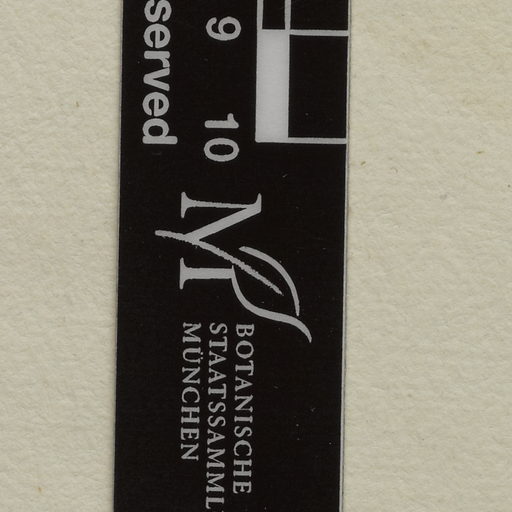 9 10
served
BOTANISCHE
STAATSSAMML
MÜNCHEN